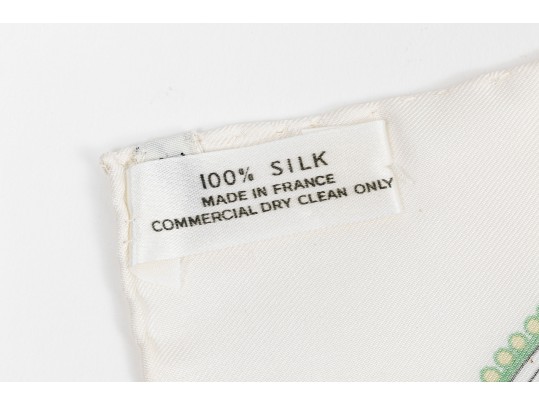 100% SILK
MADE IN FRANCE
COMMERCIAL DRY CLEAN ONLY